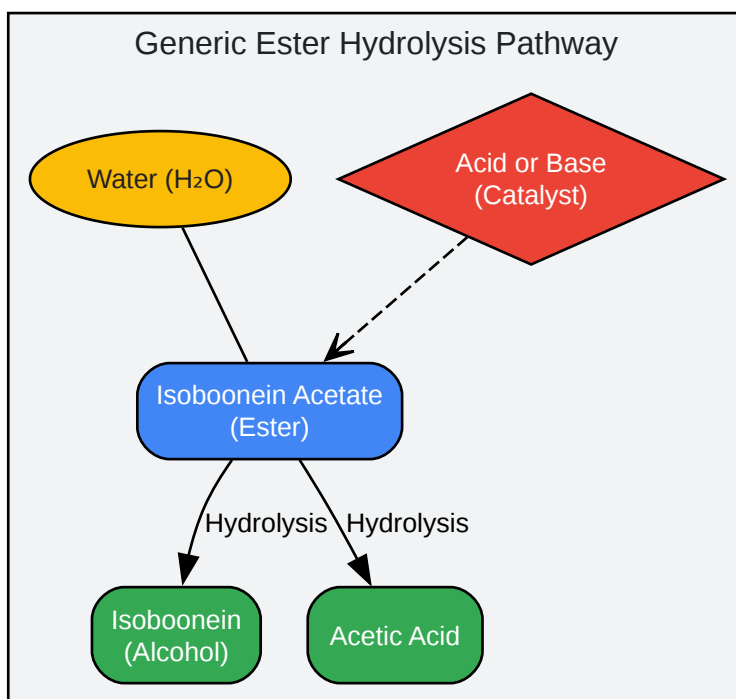 Generic Ester Hydrolysis Pathway
Water (H₂O)
Acid or Base
(Catalyst)
Isoboonein Acetate
(Ester)
Hydrolysis
Hydrolysis
Isoboonein
(Alcohol)
Acetic Acid